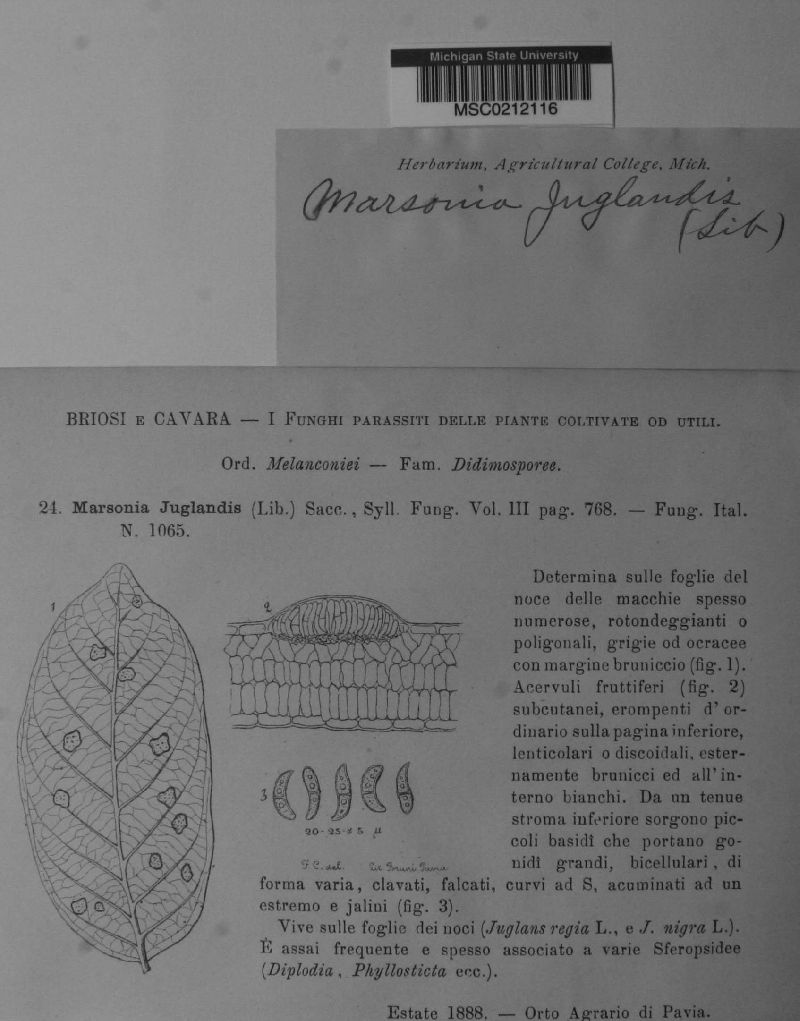 Michigan State University
MSC0212116
Herbarium, Agricultural College, Mich.
Marsonia Juglandis
(Lib)
BRIOSI E CAVARA — I FUNGHI PARASSITI DELLE PIANTE COLTIVATE OD UTILI.
Ord. Melanconiei — Fam. Didimosporee.
24. Marsonia Juglandis (Lib.) Sacc., Syll. Fung. Vol. III pag. 768. — Fung. Ital.
N. 1065.
1
2
3
20-25 × 5 µ
F. C. del.
Determina sulle foglie del
noce delle macchie spesso
numerose, rotondeggianti o
poligonali, grigie od ocracee
con margine bruniccio (fig. 1).
Acervuli fruttiferi (fig. 2)
subcutanei, erompenti d' or-
dinario sulla pagina inferiore,
lenticolari o discoidali, ester-
namente brunicci ed all' in-
terno bianchi. Da un tenue
stroma inferiore sorgono pic-
coli basidî che portano go-
nidî grandi, bicellulari, di
forma varia, clavati, falcati, curvi ad S, acuminati ad un
estremo e jalini (fig. 3).
Vive sulle foglie dei noci (Juglans regia L., e J. nigra L.).
È assai frequente e spesso associato a varie Sferopsidee
(Diplodia, Phyllosticta ecc.).
Estate 1888. — Orto Agrario di Pavia.